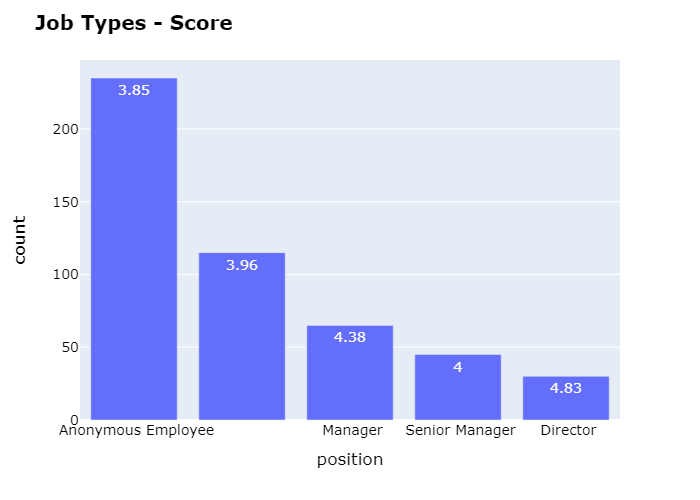 Job Types - Score
count
200
150
100
50
0
3.85
3.96
4.38
4
4.83
Anonymous Employee
Manager
Senior Manager
Director
position